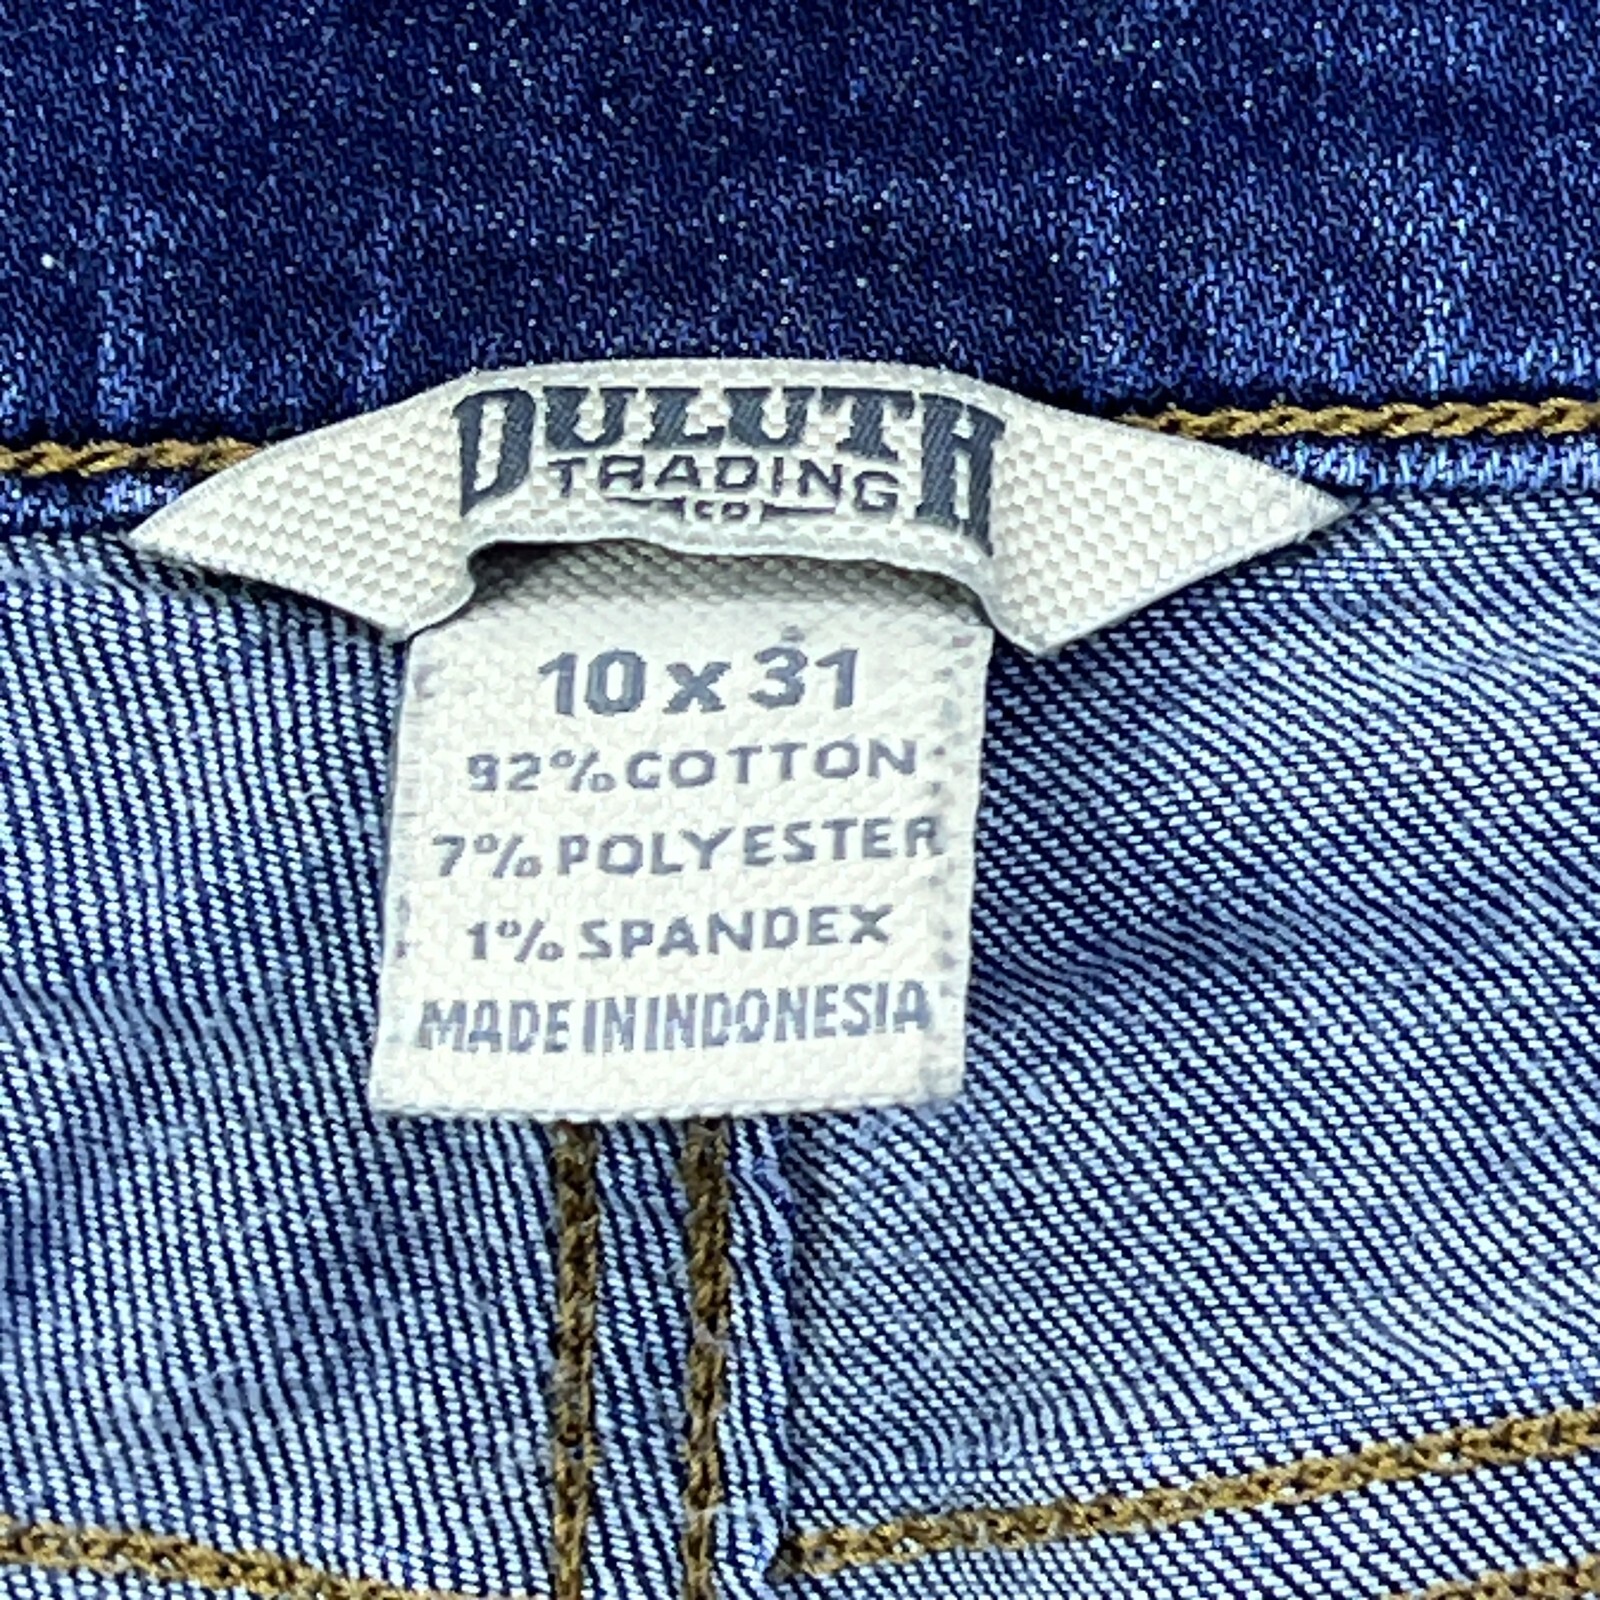 DULUTH
TRADING
CO
10 x 31
92% COTTON
7% POLYESTER
1% SPANDEX
MADE IN INDONESIA